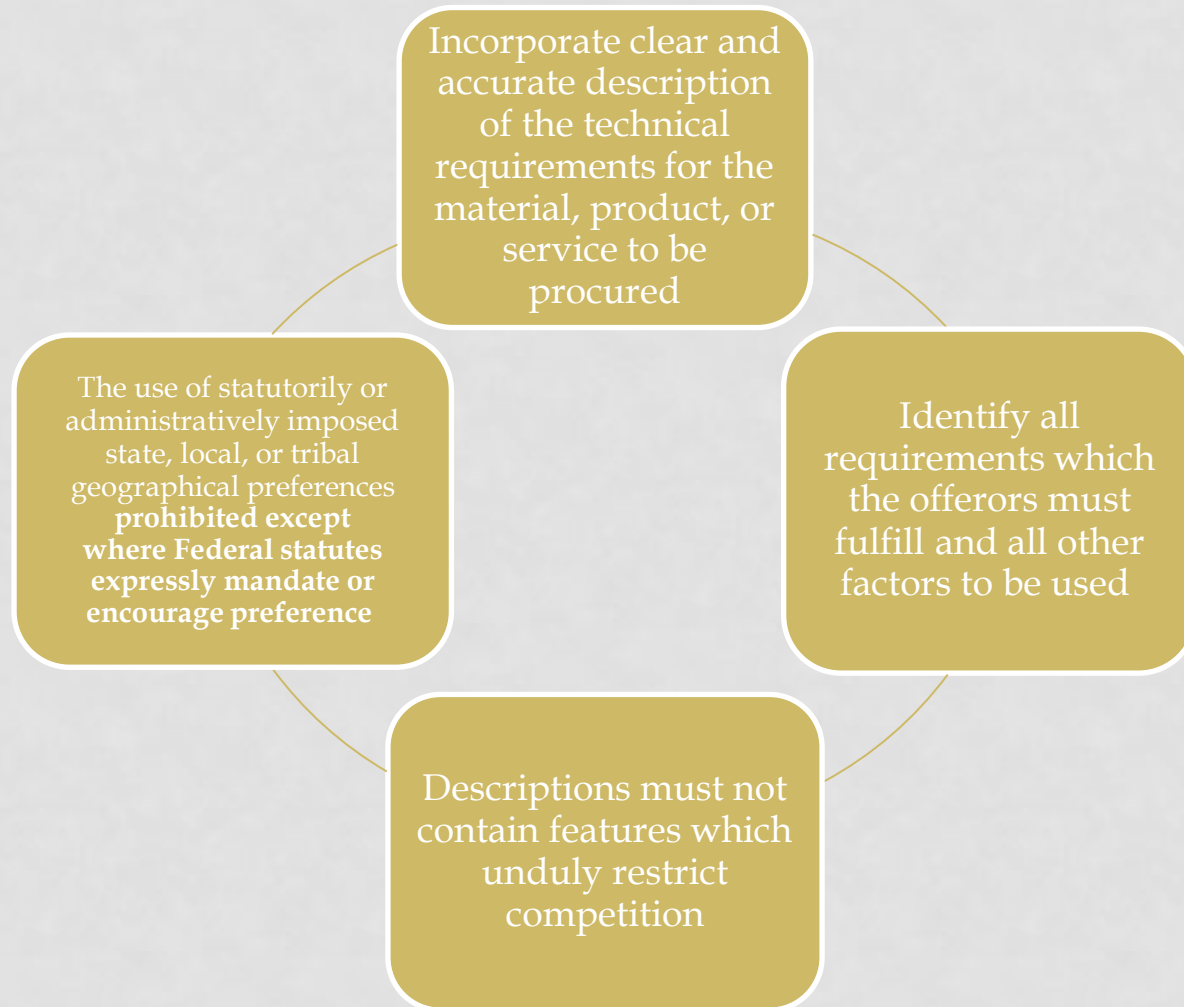 Incorporate clear and
accurate description
of the technical
requirements for the
material, product, or
service to be
procured
Identify all
requirements which
the offerors must
fulfill and all other
factors to be used
Descriptions must not
contain features which
unduly restrict
competition
The use of statutorily or
administratively imposed
state, local, or tribal
geographical preferences
prohibited except
where Federal statutes
expressly mandate or
encourage preference